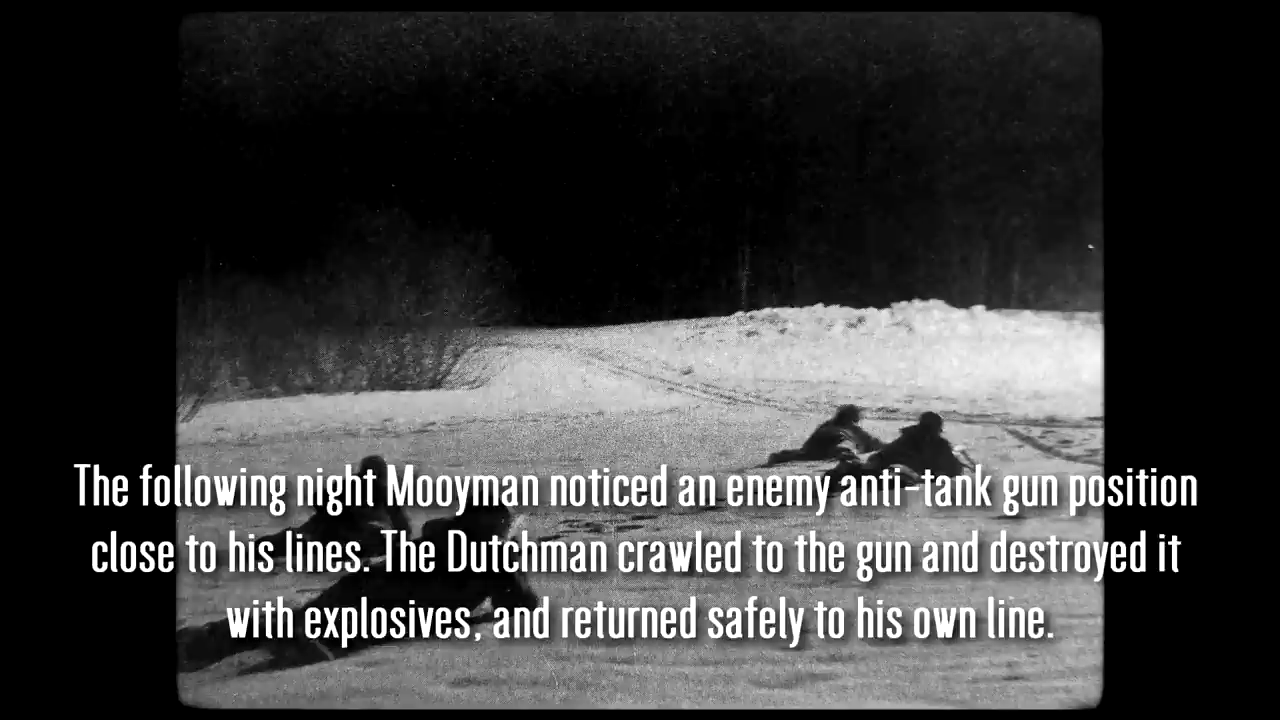 The following night Mooyman noticed an enemy anti-tank gun position
close to his lines. The Dutchman crawled to the gun and destroyed it
with explosives, and returned safely to his own line.